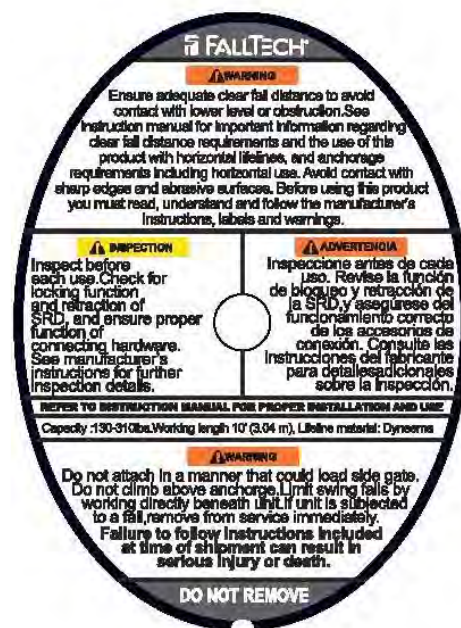 FALLTECH
WARNING
Ensure adequate clear fall distance to avoid
contact with lower level or obstruction.See
instruction manual for important information regarding
clear fall distance requirements and the use of this
product with horizontal lifelines, and anchorage
requirements including horizontal use. Avoid contact with
sharp edges and abrasive surfaces. Before using this product
you must read, understand and follow the manufacturer's
instructions, labels and warnings.
INSPECTION
Inspect before
each use.Check for
locking function
and retraction of
SRD, and ensure proper
function of
connecting hardware.
See manufacturer's
instructions for further
inspection details.
ADVERTENCIA
Inspeccione antes de cada
uso. Revise la función
de bloqueo y retracción de
la SRD,y asegúrese del
funcionamiento correcto
de los accesorios de
conexión. Consulte las
instrucciones del fabricante
para detallesadicionales
sobre la inspección.
REFER TO INSTRUCTION MANUAL FOR PROPER INSTALLATION AND USE
Capacity :130-310lbs.Working length 10' (3.04 m), Lifeline material: Dyneema
WARNING
Do not attach in a manner that could load side gate.
Do not climb above anchorge.Limit swing falls by
working directly beneath unit.If unit is subjected
to a fall,remove from service immediately.
Failure to follow instructions included
at time of shipment can result in
serious injury or death.
DO NOT REMOVE